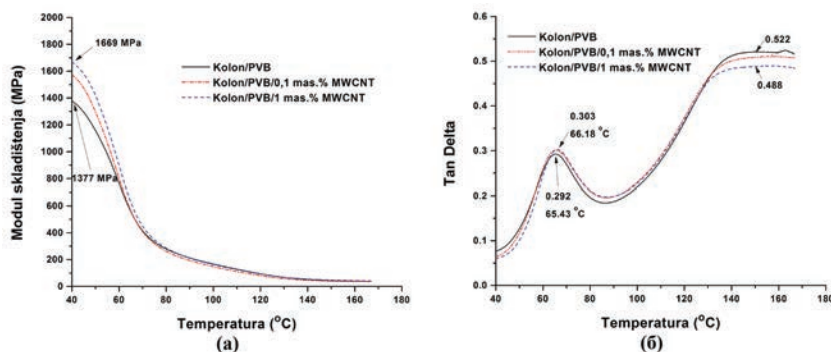 2000
1800
1600
1400
1200
1000
800
600
400
200
0
Modul skladištenja (MPa)
1669 MPa
1377 MPa
Kolon/PVB
Kolon/PVB/0,1 mas.% MWCNT
Kolon/PVB/1 mas.% MWCNT
40 60 80 100 120 140 160 180
Temperatura (°C)
(а)
0.6
0.5
0.4
0.3
0.2
0.1
0.0
Tan Delta
Kolon/PVB
Kolon/PVB/0,1 mas.% MWCNT
Kolon/PVB/1 mas.% MWCNT
0.522
0.488
0.303
66.18 °C
0.292
65.43 °C
40 60 80 100 120 140 160 180
Temperatura (°C)
(б)